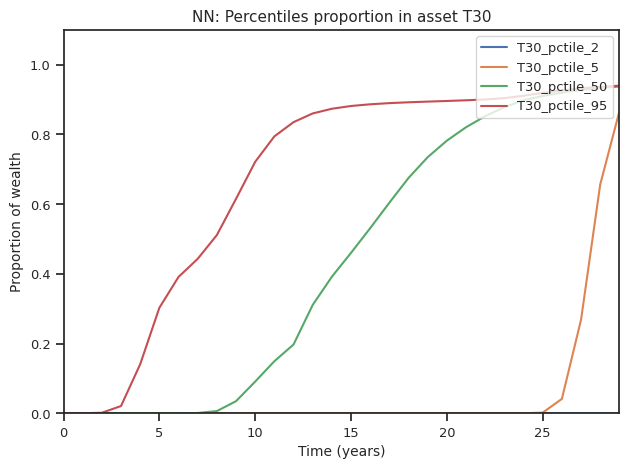 NN: Percentiles proportion in asset T30
T30_pctile_2
T30_pctile_5
T30_pctile_50
T30_pctile_95
Proportion of wealth
1.0
0.8
0.6
0.4
0.2
0.0
0 5 10 15 20 25
Time (years)